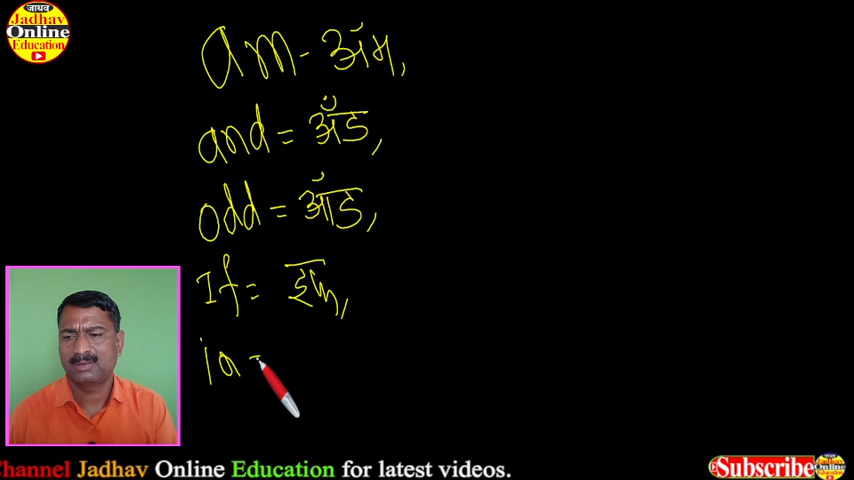 जाधव
Jadhav
Online
Education
am - ॲम,
and = ॲंड,
odd = ऑड,
If = इफ,
in -
Channel Jadhav Online Education for latest videos.
Subscribe